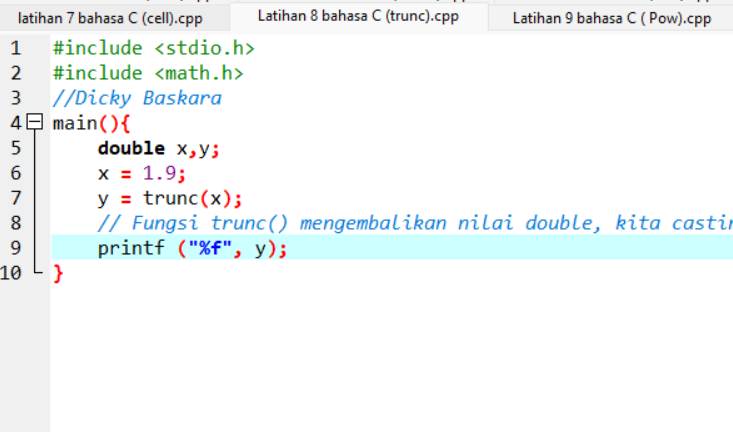 latihan 7 bahasa C (cell).cpp Latihan 8 bahasa C (trunc).cpp Latihan 9 bahasa C ( Pow).cpp
1 #include <stdio.h>
2 #include <math.h>
3 //Dicky Baskara
4 main(){
5 double x,y;
6 x = 1.9;
7 y = trunc(x);
8 // Fungsi trunc() mengembalikan nilai double, kita
9 printf ("%f", y);
10 }